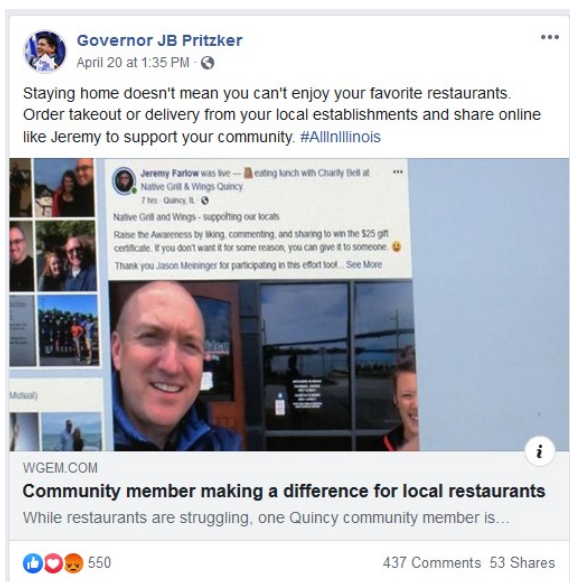 Governor JB Pritzker
April 20 at 1:35 PM ·
Staying home doesn't mean you can't enjoy your favorite restaurants.
Order takeout or delivery from your local establishments and share online
like Jeremy to support your community. #AllInIllinois
Jeremy Farlow was live — eating lunch with Charity Bell at
Native Grill & Wings Quincy.
7 hrs · Quincy, IL ·
Native Grill and Wings - supporting our locals
Raise the Awareness by liking, commenting, and sharing to win the $25 gift
certificate. If you don't want it for some reason, you can give it to someone.
Thank you Jason Meininger for participating in this effort too!... See More
Mutual)
WGEM.COM
Community member making a difference for local restaurants
While restaurants are struggling, one Quincy community member is...
550
437 Comments 53 Shares